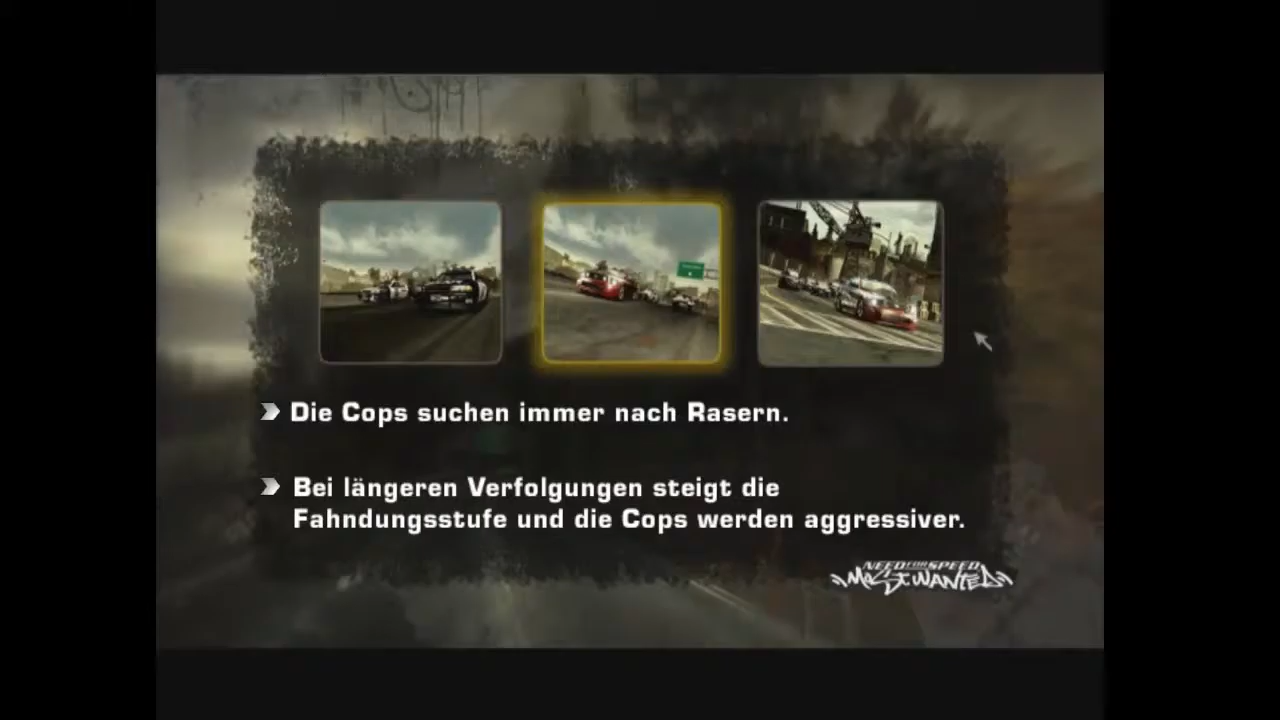 Die Cops suchen immer nach Rasern.
Bei längeren Verfolgungen steigt die
Fahndungsstufe und die Cops werden aggressiver.
NEED FOR SPEED
MOST WANTED